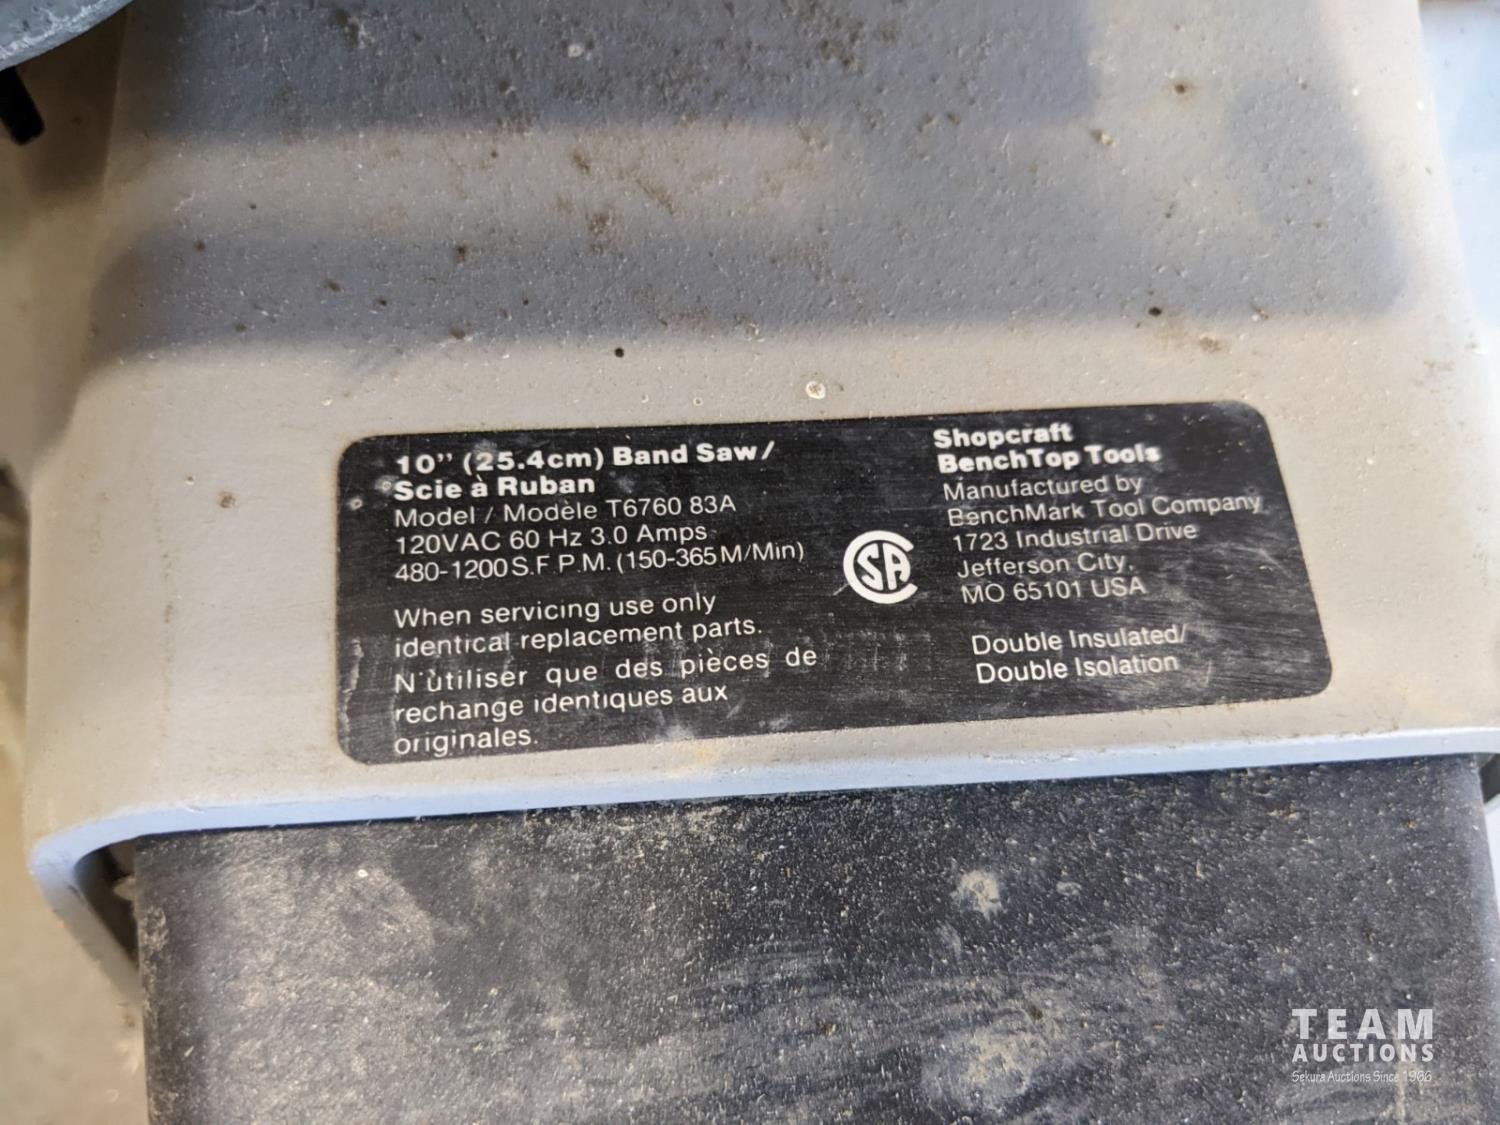 10" (25.4cm) Band Saw/
Scie à Ruban
Model / Modèle T6760 83A
120VAC 60 Hz 3.0 Amps
480-1200 S.F.P.M. (150-365 M/Min)
When servicing use only
identical replacement parts.
N'utiliser que des pièces de
rechange identiques aux
originales.
CSA
Shopcraft
BenchTop Tools
Manufactured by
BenchMark Tool Company
1723 Industrial Drive
Jefferson City,
MO 65101 USA
Double Insulated/
Double Isolation
TEAM
AUCTIONS
Sekura Auctions Since 1966